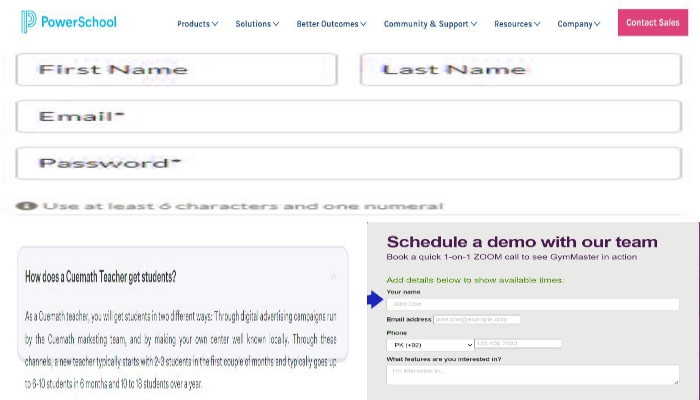 PowerSchool
Products Solutions Better Outcomes Community & Support Resources Company Contact Sales
First Name Last Name
Email*
Password*
Use at least 6 characters and one numeral
How does a Cuemath Teacher get students?
As a Cuemath teacher, you will get students in two different ways: Through digital advertising campaigns run
by the Cuemath marketing team, and by making your own center well known locally. Through these
channels, a new teacher typically starts with 2-3 students in the first couple of months and typically goes up
to 8-10 students in 6 months and 10 to 18 students over a year.
Schedule a demo with our team
Book a quick 1-on-1 ZOOM call to see GymMaster in action
Add details below to show available times:
Your name
Jane Doe
Email address jane.doe@example.com
Phone
PK (+92) 123 456 7890
What features are you interested in?
I'm interested in...